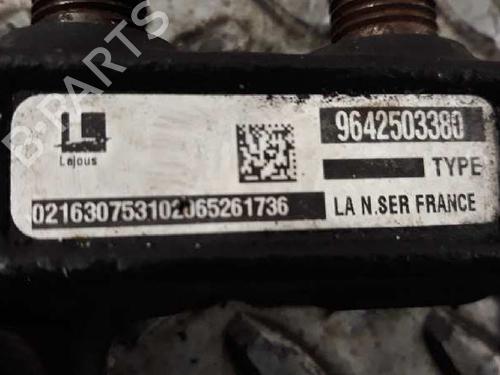 B-PARTS
Lajous
9642503380
TYPE
021630753102065261736
LA N.SER FRANCE